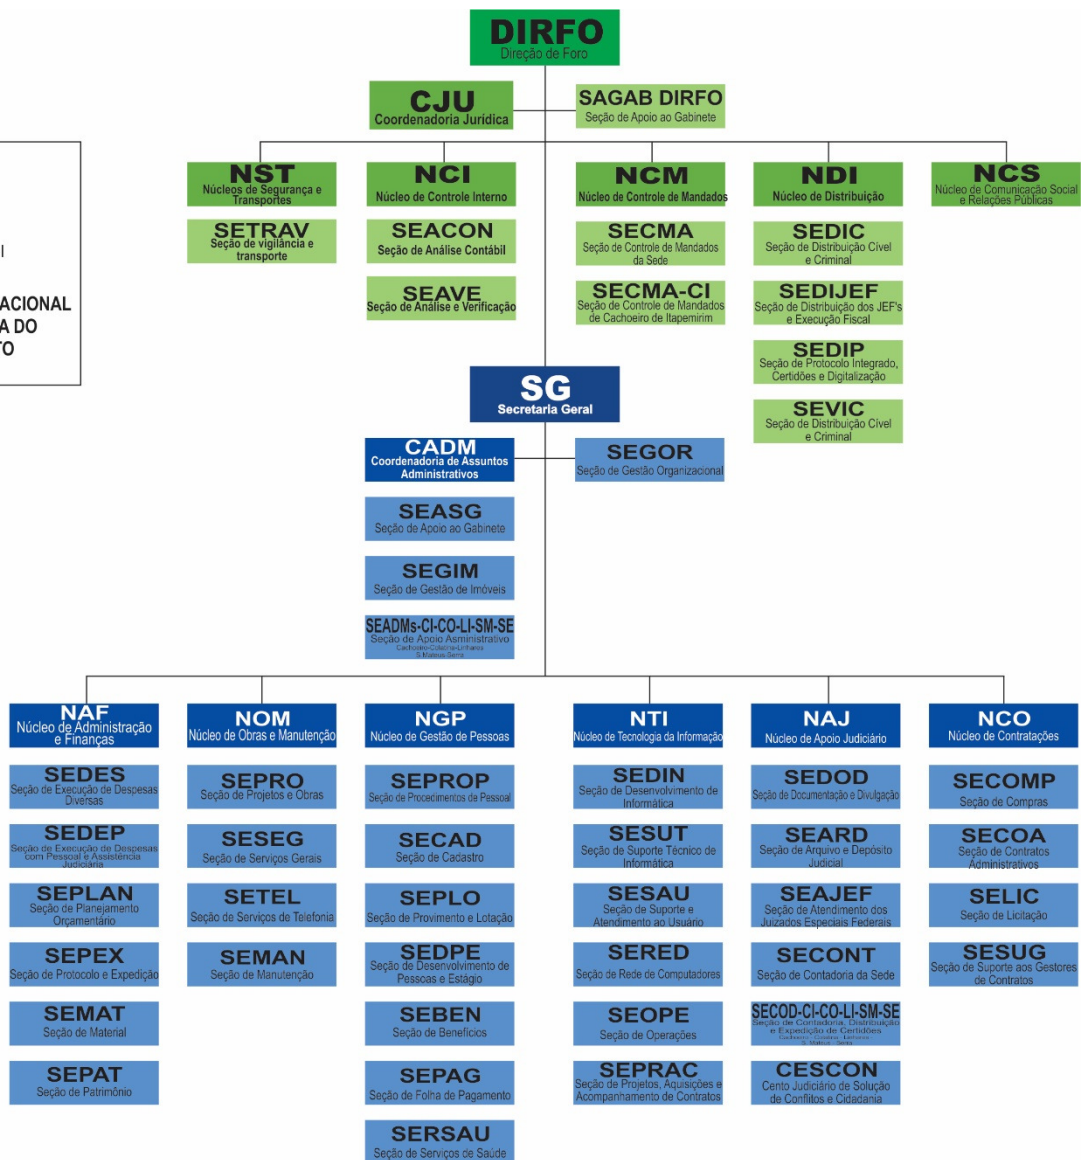 DIRFO
Direção de Foro
CJU
Coordenadoria Jurídica
SAGAB DIRFO
Seção de Apoio ao Gabinete
I
ACIONAL
A DO
TO
NST
Núcleos de Segurança e
Transportes
SETRAV
Seção de vigilância e
transporte
NCI
Núcleo de Controle Interno
SEACON
Seção de Análise Contábil
SEAVE
Seção de Análise e Verificação
NCM
Núcleo de Controle de Mandados
SECMA
Seção de Controle de Mandados
da Sede
SECMA-CI
Seção de Controle de Mandados
de Cachoeiro de Itapemirim
NDI
Núcleo de Distribuição
SEDIC
Seção de Distribuição Cível
e Criminal
SEDIJEF
Seção de Distribuição dos JEF's
e Execução Fiscal
SEDIP
Seção de Protocolo Integrado,
Certidões e Digitalização
SEVIC
Seção de Distribuição Cível
e Criminal
NCS
Núcleo de Comunicação Social
e Relações Públicas
SG
Secretaria Geral
CADM
Coordenadoria de Assuntos
Administrativos
SEGOR
Seção de Gestão Organizacional
SEASG
Seção de Apoio ao Gabinete
SEGIM
Seção de Gestão de Imóveis
SEADMs-CI-CO-LI-SM-SE
Seção de Apoio Asministrativo
Cachoeiro-Colatina-Linhares
S.Mateus-Serra
NAF
Núcleo de Administração
e Finanças
SEDES
Seção de Execução de Despesas
Diversas
SEDEP
Seção de Execução de Despesas
com Pessoal e Assistência
Judiciária
SEPLAN
Seção de Planejamento
Orçamentário
SEPEX
Seção de Protocolo e Expedição
SEMAT
Seção de Material
SEPAT
Seção de Patrimônio
NOM
Núcleo de Obras e Manutenção
SEPRO
Seção de Projetos e Obras
SESEG
Seção de Serviços Gerais
SETEL
Seção de Serviços de Telefonia
SEMAN
Seção de Manutenção
NGP
Núcleo de Gestão de Pessoas
SEPROP
Seção de Procedimentos de Pessoal
SECAD
Seção de Cadastro
SEPLO
Seção de Provimento e Lotação
SEDPE
Seção de Desenvolvimento de
Pessoas e Estágio
SEBEN
Seção de Benefícios
SEPAG
Seção de Folha de Pagamento
SERSAU
Seção de Serviços de Saúde
NTI
Núcleo de Tecnologia da Informação
SEDIN
Seção de Desenvolvimento de
Informática
SESUT
Seção de Suporte Técnico de
Informática
SESAU
Seção de Suporte e
Atendimento ao Usuário
SERED
Seção de Rede de Computadores
SEOPE
Seção de Operações
SEPRAC
Seção de Projetos, Aquisições e
Acompanhamento de Contratos
NAJ
Núcleo de Apoio Judiciário
SEDOD
Seção de Documentação e Divulgação
SEARD
Seção de Arquivo e Depósito
Judicial
SEAJEF
Seção de Atendimento dos
Juizados Especiais Federais
SECONT
Seção de Contadoria da Sede
SECOD-CI-CO-LI-SM-SE
Seção de Contadoria, Distribuição
e Expedição de Certidões
Cachoeiro - Colatina - Linhares -
S. Mateus - Serra
CESCON
Cento Judiciário de Solução
de Conflitos e Cidadania
NCO
Núcleo de Contratações
SECOMP
Seção de Compras
SECOA
Seção de Contratos
Administrativos
SELIC
Seção de Licitação
SESUG
Seção de Suporte aos Gestores
de Contratos